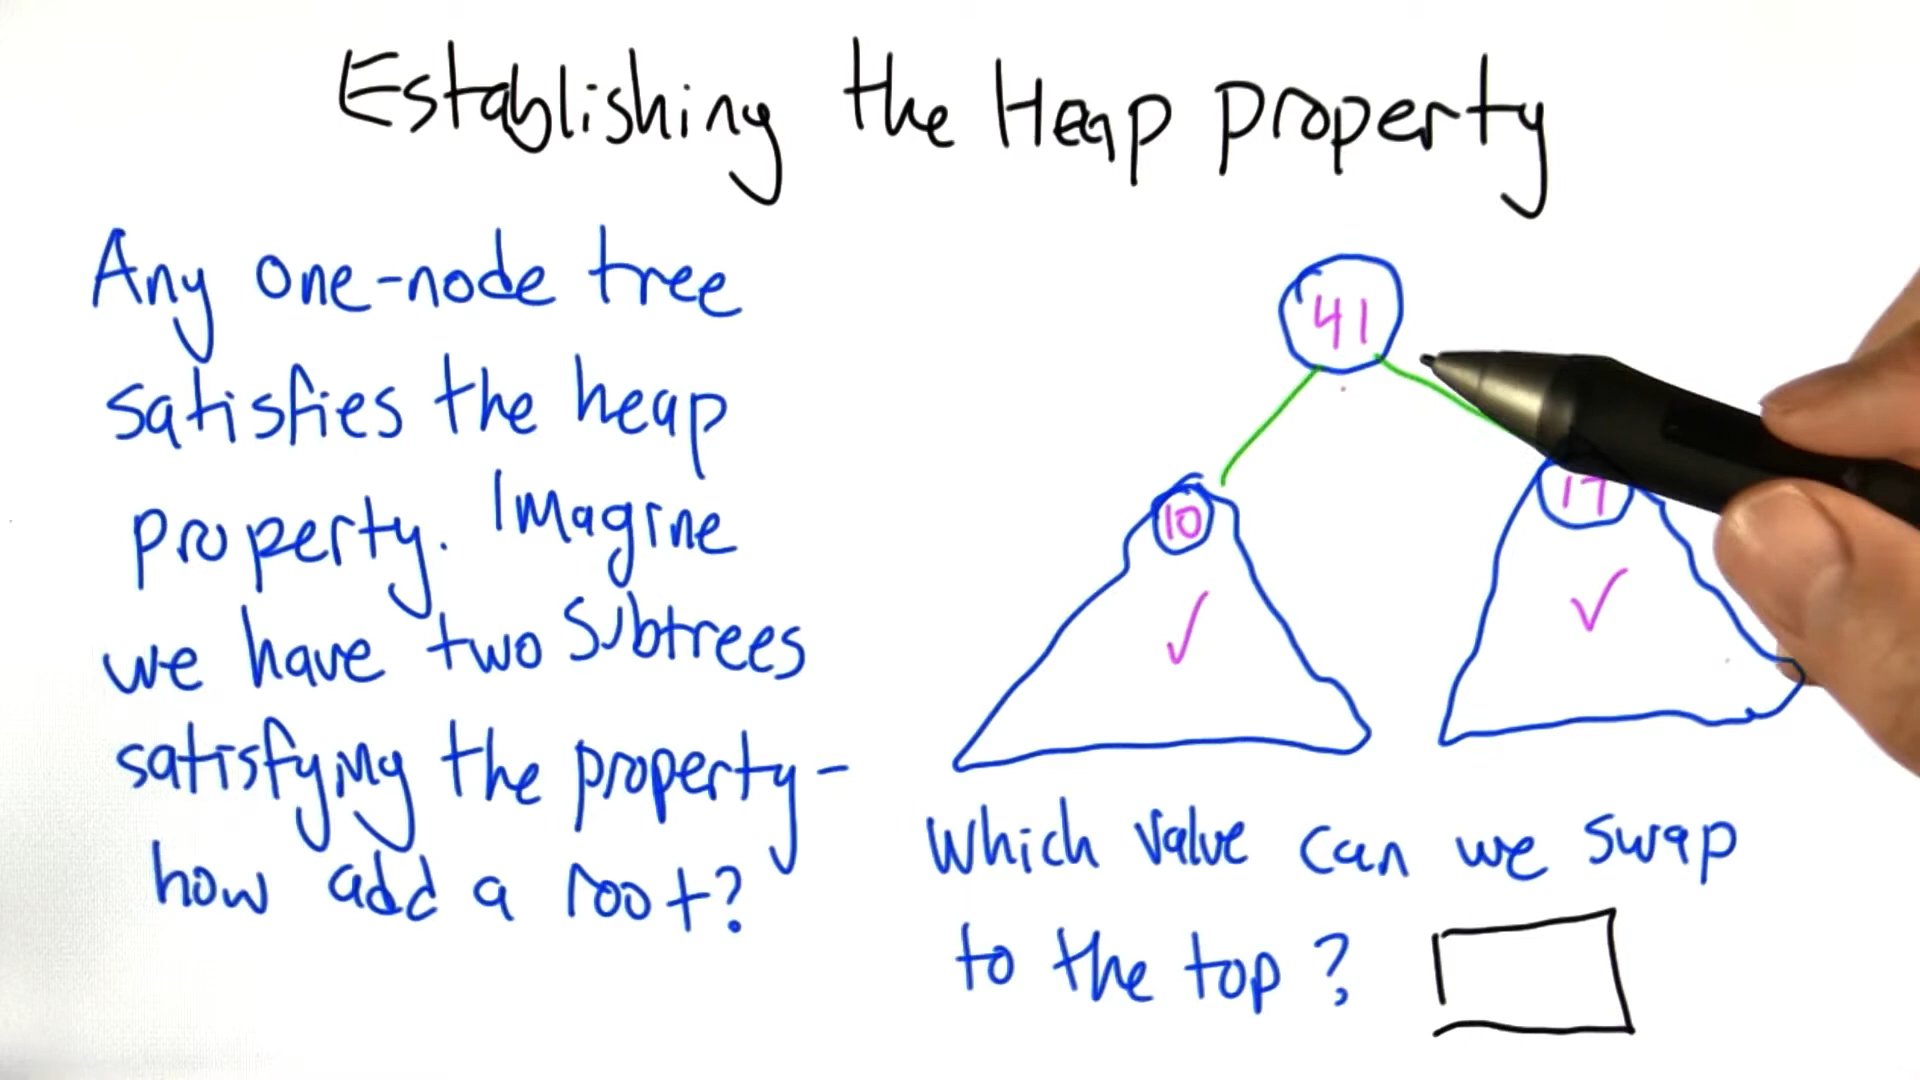 Establishing the Heap property
Any one-node tree
satisfies the heap
property. Imagine
we have two subtrees
satisfying the property-
how add a root?
41
10
17
Which value can we swap
to the top?